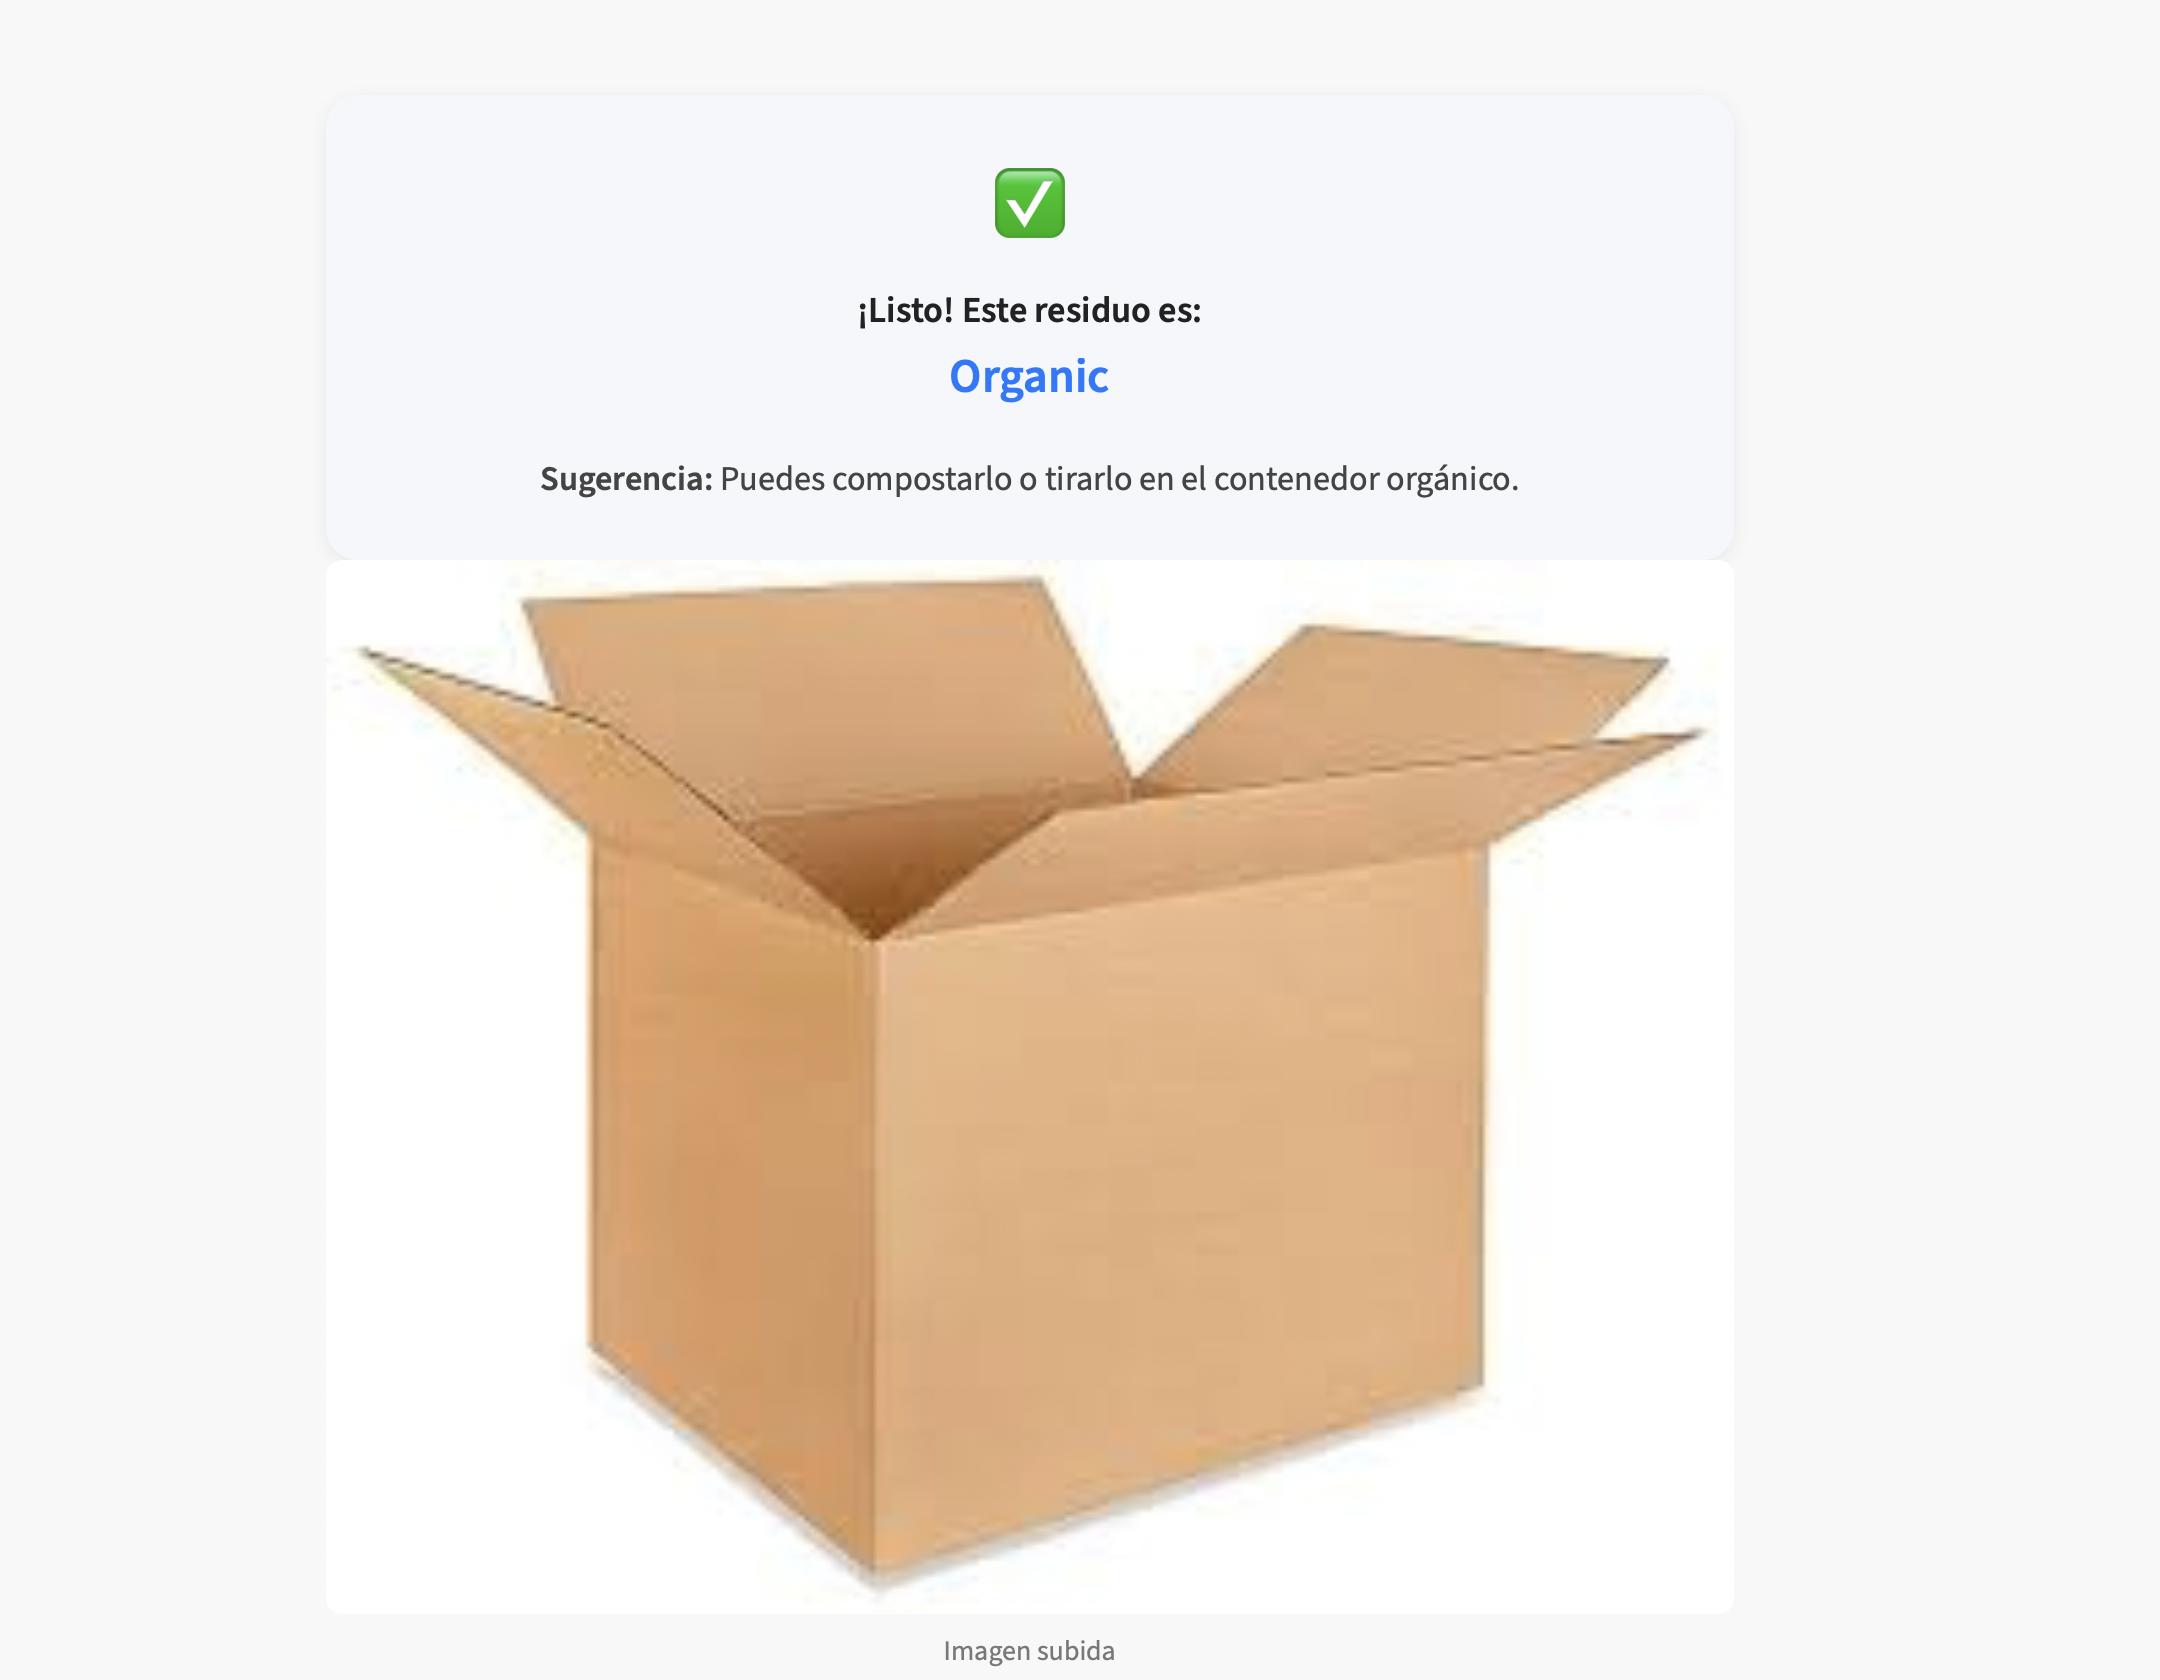 ¡Listo! Este residuo es:
Organic
Sugerencia: Puedes compostarlo o tirarlo en el contenedor orgánico.
Imagen subida